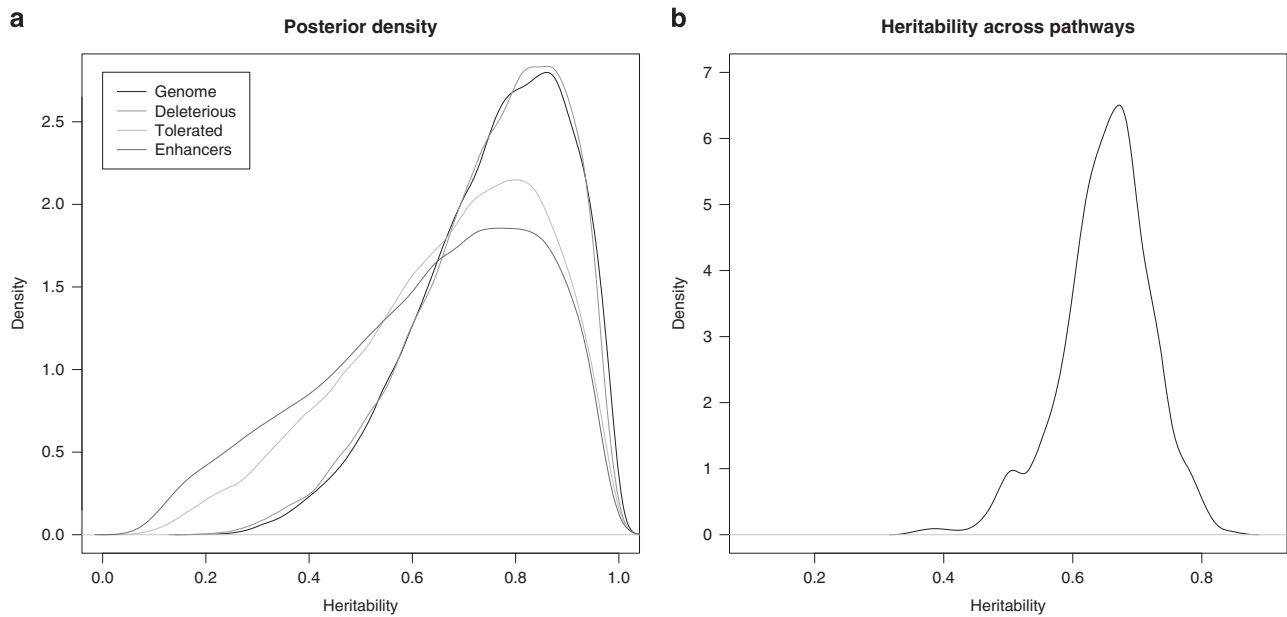 a
Posterior density
Genome
Deleterious
Tolerated
Enhancers
2.5
2.0
1.5
1.0
0.5
0.0
Density
0.0 0.2 0.4 0.6 0.8 1.0
Heritability
b
Heritability across pathways
7
6
5
4
3
2
1
0
Density
0.2 0.4 0.6 0.8
Heritability